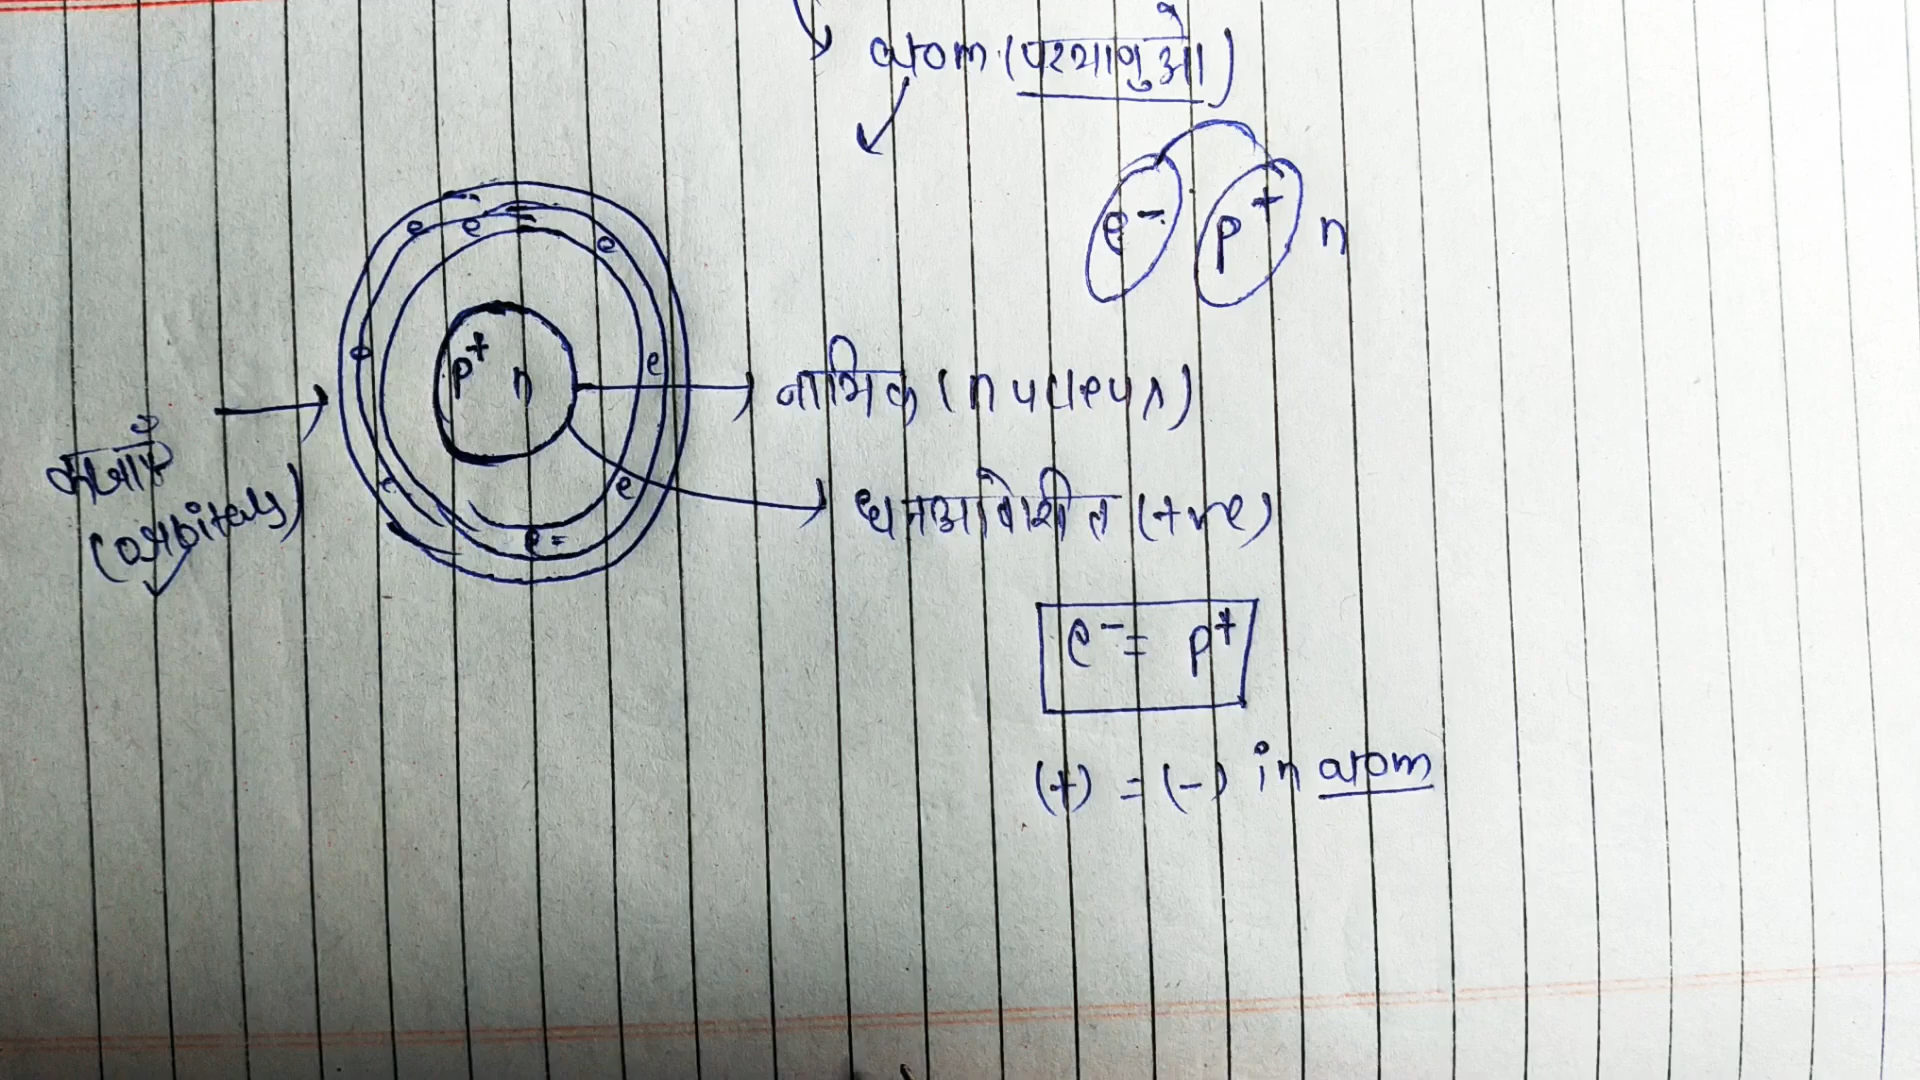 atom (परमाणुओं)
e- p+ n
e e e
p+ n e
नाभिक (nucleus)
कक्षाएँ
(orbitals)
e e
धनआवेशीत (+ve)
e-
e- = p+
(+) = (-) in atom